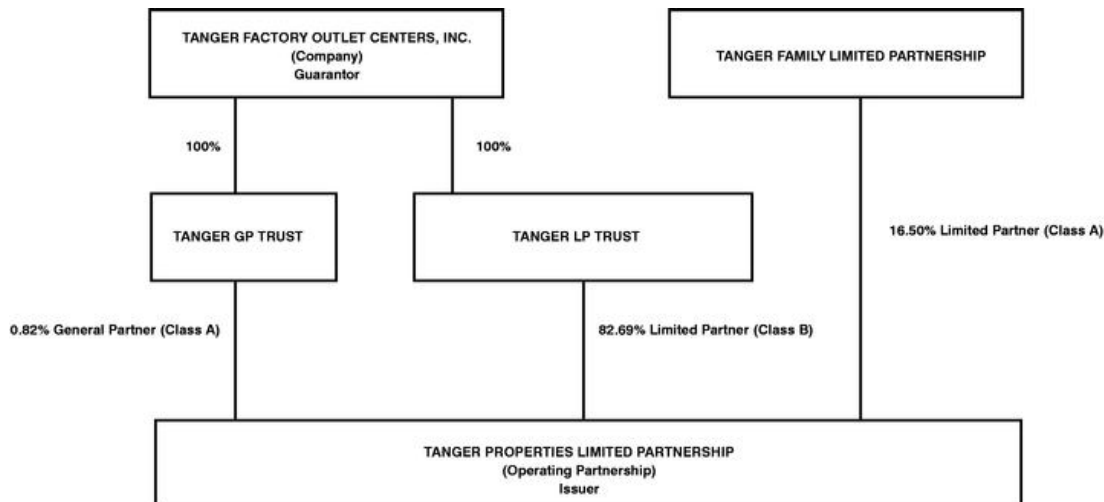 TANGER FACTORY OUTLET CENTERS, INC.
(Company)
Guarantor
TANGER FAMILY LIMITED PARTNERSHIP
100%
100%
TANGER GP TRUST
TANGER LP TRUST
16.50% Limited Partner (Class A)
0.82% General Partner (Class A)
82.69% Limited Partner (Class B)
TANGER PROPERTIES LIMITED PARTNERSHIP
(Operating Partnership)
Issuer